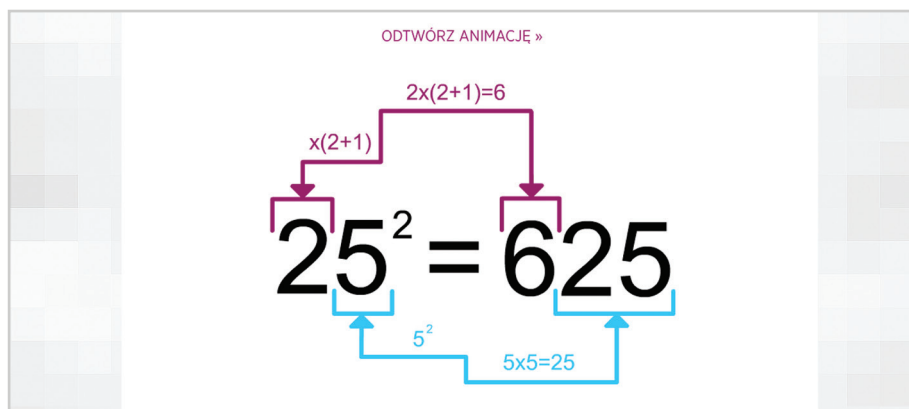 ODTWÓRZ ANIMACJĘ »
2x(2+1)=6
x(2+1)
25² = 625
5²
5x5=25